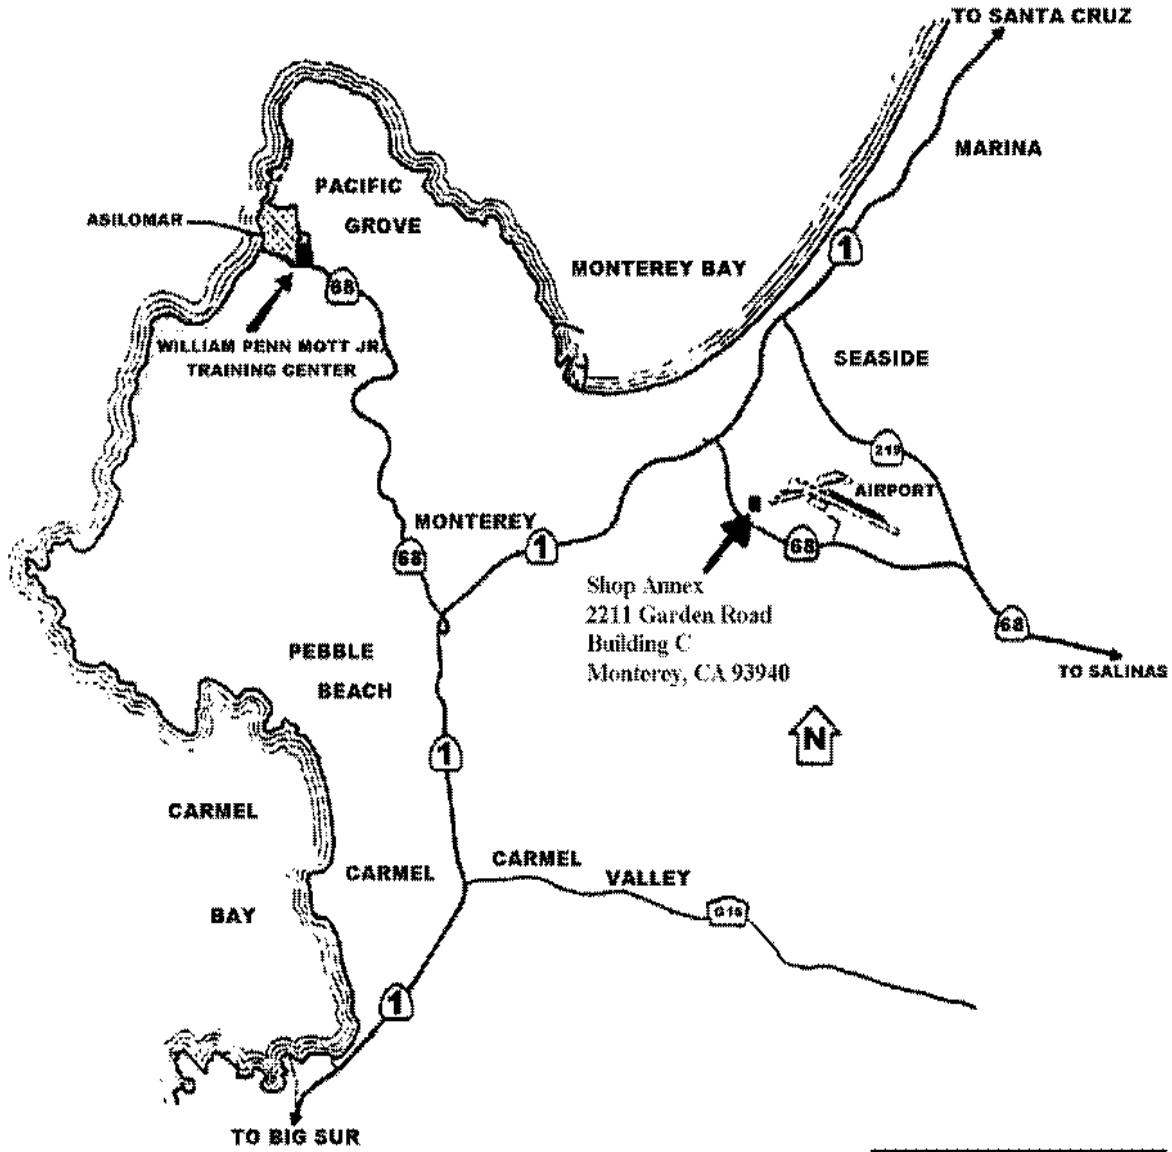 TO SANTA CRUZ
MARINA
PACIFIC
GROVE
ASILOMAR
1
MONTEREY BAY
68
WILLIAM PENN MOTT JR.
TRAINING CENTER
SEASIDE
219
AIRPORT
MONTEREY
1
68
68
Shop Annex
2211 Garden Road
Building C
Monterey, CA 93940
68
TO SALINAS
PEBBLE
BEACH
N
1
CARMEL
BAY
CARMEL
CARMEL
VALLEY
G16
1
TO BIG SUR